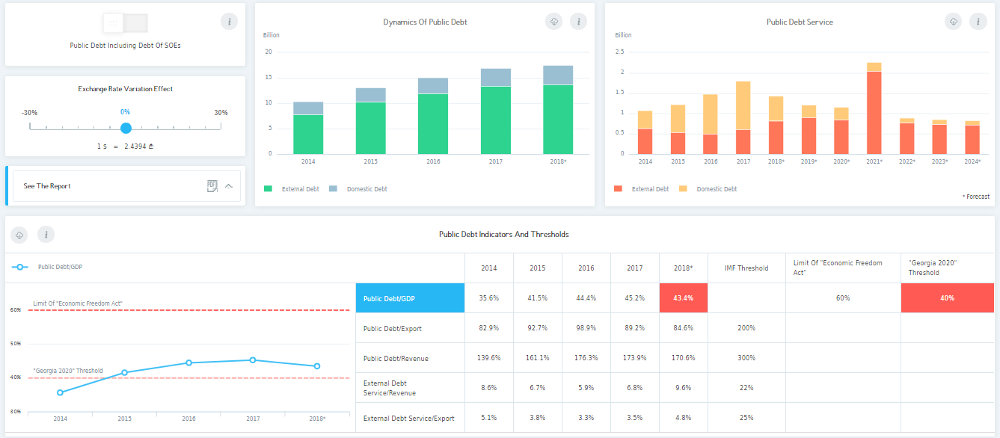 Public Debt Including Debt Of SOEs
Exchange Rate Variation Effect
-30% 0% 30%
1 $ = 2.4394 ₾
See The Report
PDF
Dynamics Of Public Debt
Billion
20
15
10
5
0
2014 2015 2016 2017 2018*
External Debt Domestic Debt
Public Debt Service
Billion
2.5
2
1.5
1
0.5
0
2014 2015 2016 2017 2018* 2019* 2020* 2021* 2022* 2023* 2024*
External Debt Domestic Debt
* Forecast
Public Debt Indicators And Thresholds
Public Debt/GDP
Limit Of "Economic Freedom Act"
60%
50%
"Georgia 2020" Threshold
40%
30%
2014 2015 2016 2017 2018*
2014 2015 2016 2017 2018* IMF Threshold Limit Of "Economic Freedom
Act" "Georgia 2020"
Threshold
Public Debt/GDP 35.6% 41.5% 44.4% 45.2% 43.4% 60% 40%
Public Debt/Export 82.9% 92.7% 98.9% 89.2% 84.6% 200%
Public Debt/Revenue 139.6% 161.1% 176.3% 173.9% 170.6% 300%
External Debt
Service/Revenue 8.6% 6.7% 5.9% 6.8% 9.6% 22%
External Debt Service/Export 5.1% 3.8% 3.3% 3.5% 4.8% 25%